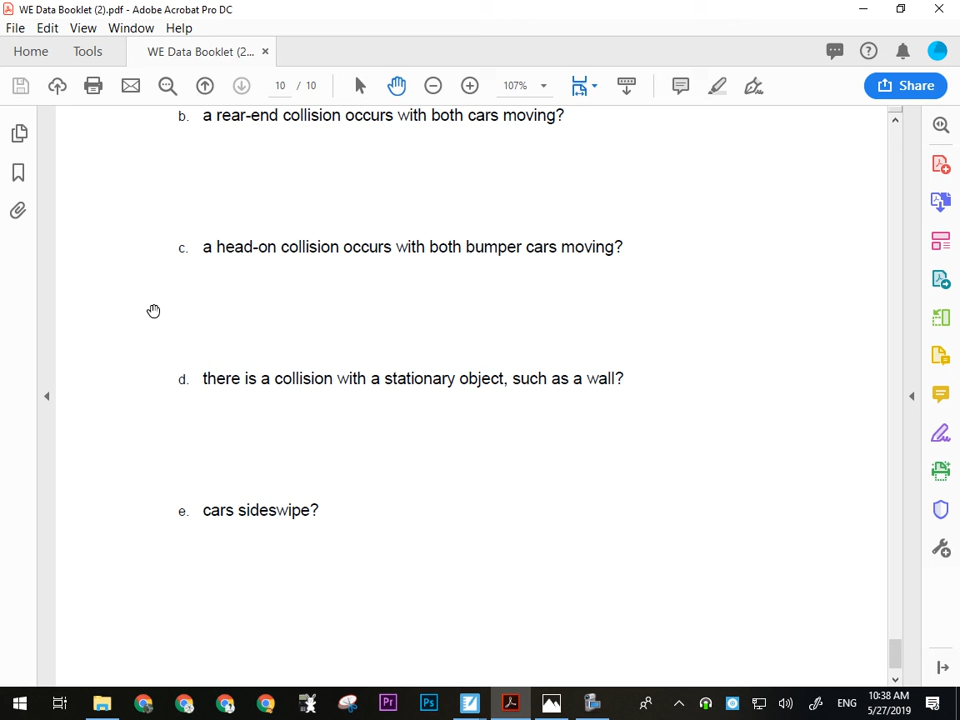 WE Data Booklet (2).pdf - Adobe Acrobat Pro DC
File Edit View Window Help
Home Tools WE Data Booklet (2... ×
10 / 10 107% Share
b. a rear-end collision occurs with both cars moving?
c. a head-on collision occurs with both bumper cars moving?
d. there is a collision with a stationary object, such as a wall?
e. cars sideswipe?
Pr Ps ENG 10:38 AM
5/27/2019